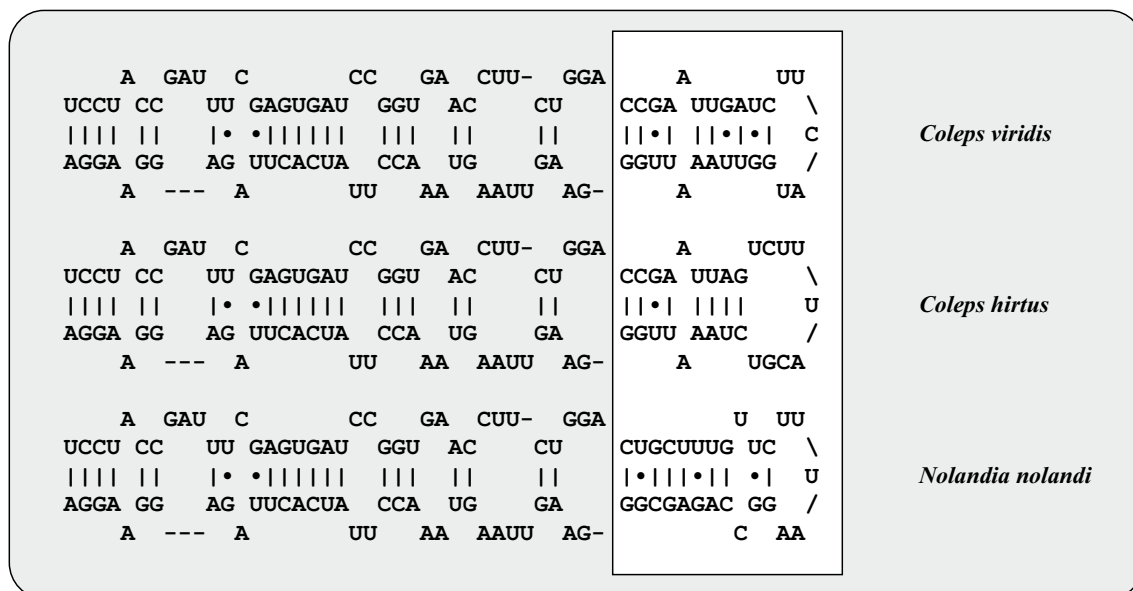 A GAU C CC GA CUU- GGA A UU
UCCU CC UU GAGUGAU GGU AC CU CCGA UUGAUC \
|||| || |• •|||||| ||| || || ||•| ||•|•| C Coleps viridis
AGGA GG AG UUCACUA CCA UG GA GGUU AAUUGG /
A --- A UU AA AAUU AG- A UA
A GAU C CC GA CUU- GGA A UCUU
UCCU CC UU GAGUGAU GGU AC CU CCGA UUAG \
|||| || |• •|||||| ||| || || ||•| |||| U Coleps hirtus
AGGA GG AG UUCACUA CCA UG GA GGUU AAUC /
A --- A UU AA AAUU AG- A UGCA
A GAU C CC GA CUU- GGA U UU
UCCU CC UU GAGUGAU GGU AC CU CUGCUUUG UC \
|||| || |• •|||||| ||| || || |•|||•|| •| U Nolandia nolandi
AGGA GG AG UUCACUA CCA UG GA GGCGAGAC GG /
A --- A UU AA AAUU AG- C AA